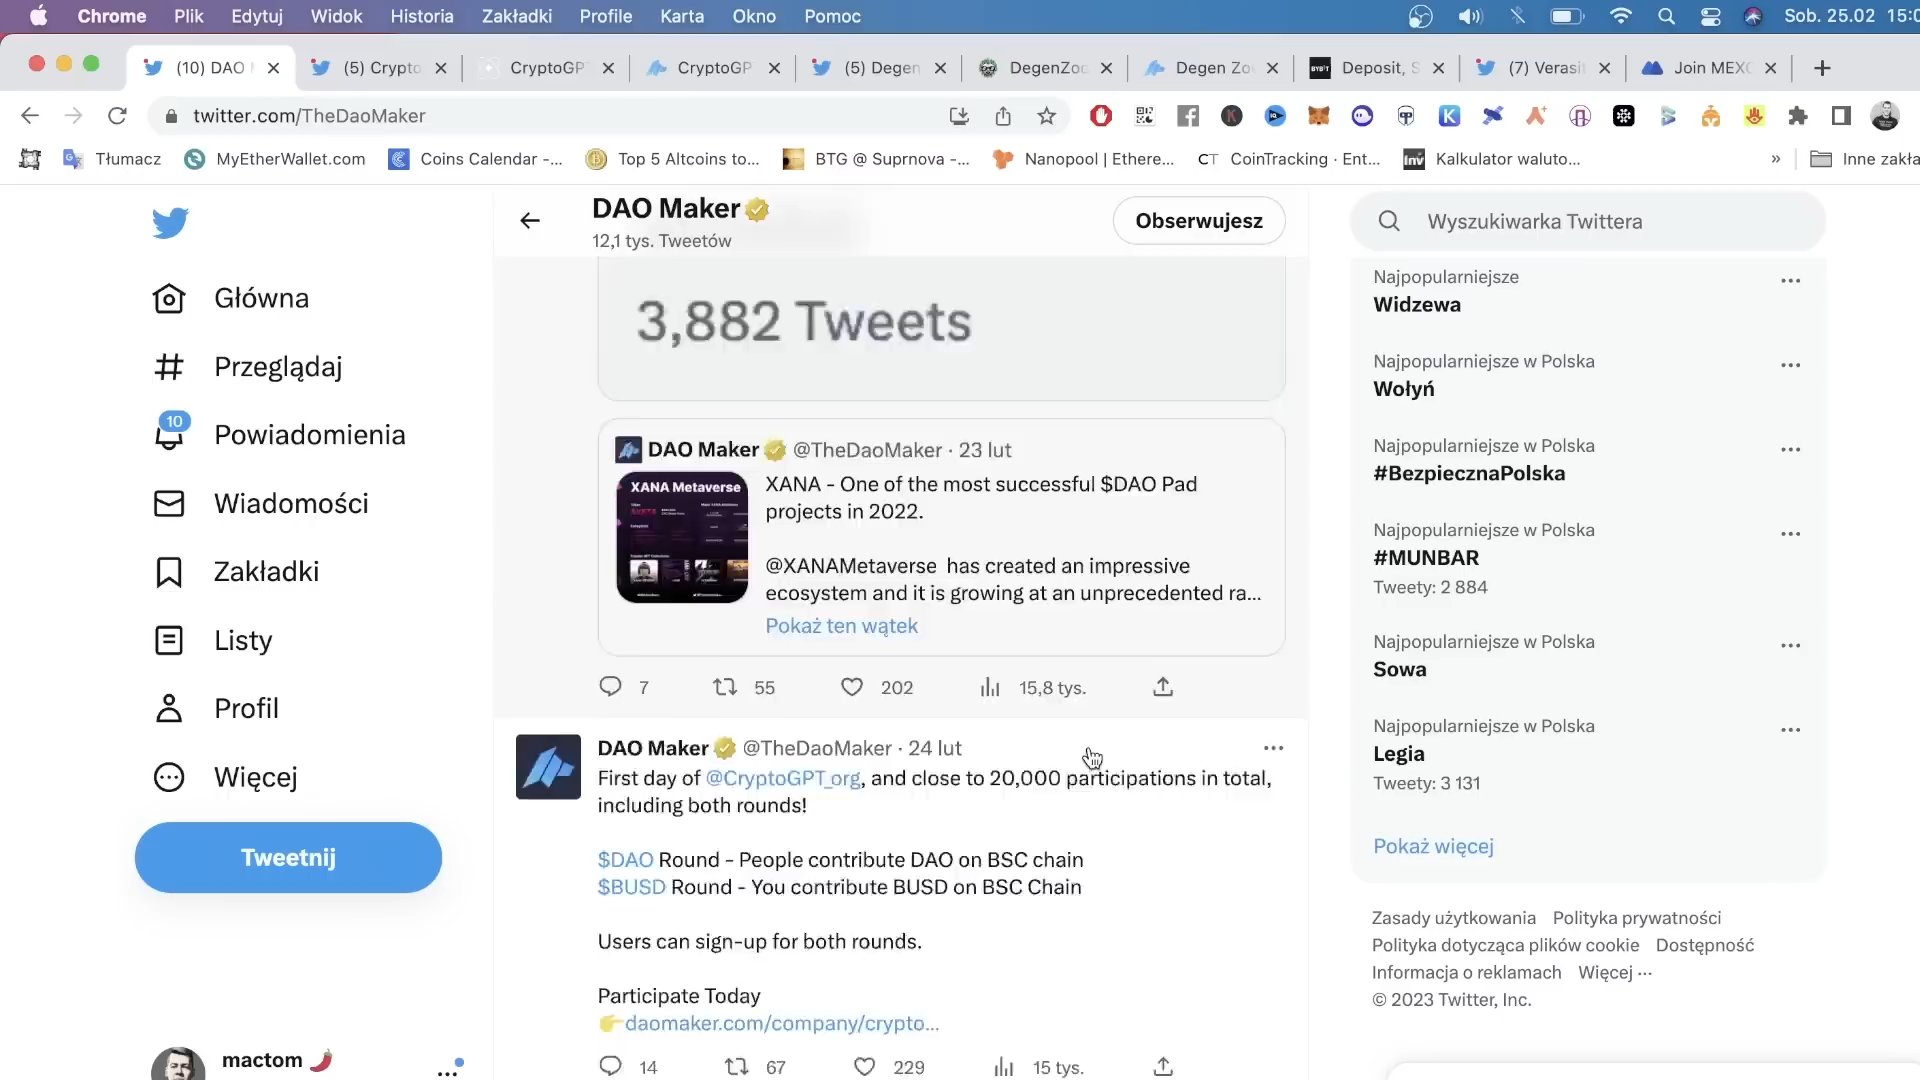 Chrome Plik Edytuj Widok Historia Zakładki Profile Karta Okno Pomoc Sob. 25.02 15:0
(10) DAO (5) Crypto CryptoGP CryptoGP (5) Degen DegenZoo Degen Zo BYBIT Deposit, S (7) Verasit Join MEXC
twitter.com/TheDaoMaker
Tłumacz MyEtherWallet.com Coins Calendar -... Top 5 Altcoins to... BTG @ Suprnova -... Nanopool | Ethere... CT CoinTracking · Ent... Inv Kalkulator waluto... » Inne zakła
Główna
Przeglądaj
10
Powiadomienia
Wiadomości
Zakładki
Listy
Profil
Więcej
Tweetnij
mactom
DAO Maker
12,1 tys. Tweetów
Obserwujesz
3,882 Tweets
DAO Maker @TheDaoMaker · 23 lut
XANA Metaverse
XANA - One of the most successful $DAO Pad
projects in 2022.
@XANAMetaverse has created an impressive
ecosystem and it is growing at an unprecedented ra...
Pokaż ten wątek
7 55 202 15,8 tys.
DAO Maker @TheDaoMaker · 24 lut
First day of @CryptoGPT_org, and close to 20,000 participations in total,
including both rounds!
$DAO Round - People contribute DAO on BSC chain
$BUSD Round - You contribute BUSD on BSC Chain
Users can sign-up for both rounds.
Participate Today
👉daomaker.com/company/crypto...
14 67 229 15 tys.
Wyszukiwarka Twittera
Najpopularniejsze
Widzewa
Najpopularniejsze w Polska
Wołyń
Najpopularniejsze w Polska
#BezpiecznaPolska
Najpopularniejsze w Polska
#MUNBAR
Tweety: 2 884
Najpopularniejsze w Polska
Sowa
Najpopularniejsze w Polska
Legia
Tweety: 3 131
Pokaż więcej
Zasady użytkowania Polityka prywatności
Polityka dotycząca plików cookie Dostępność
Informacja o reklamach Więcej ···
© 2023 Twitter, Inc.